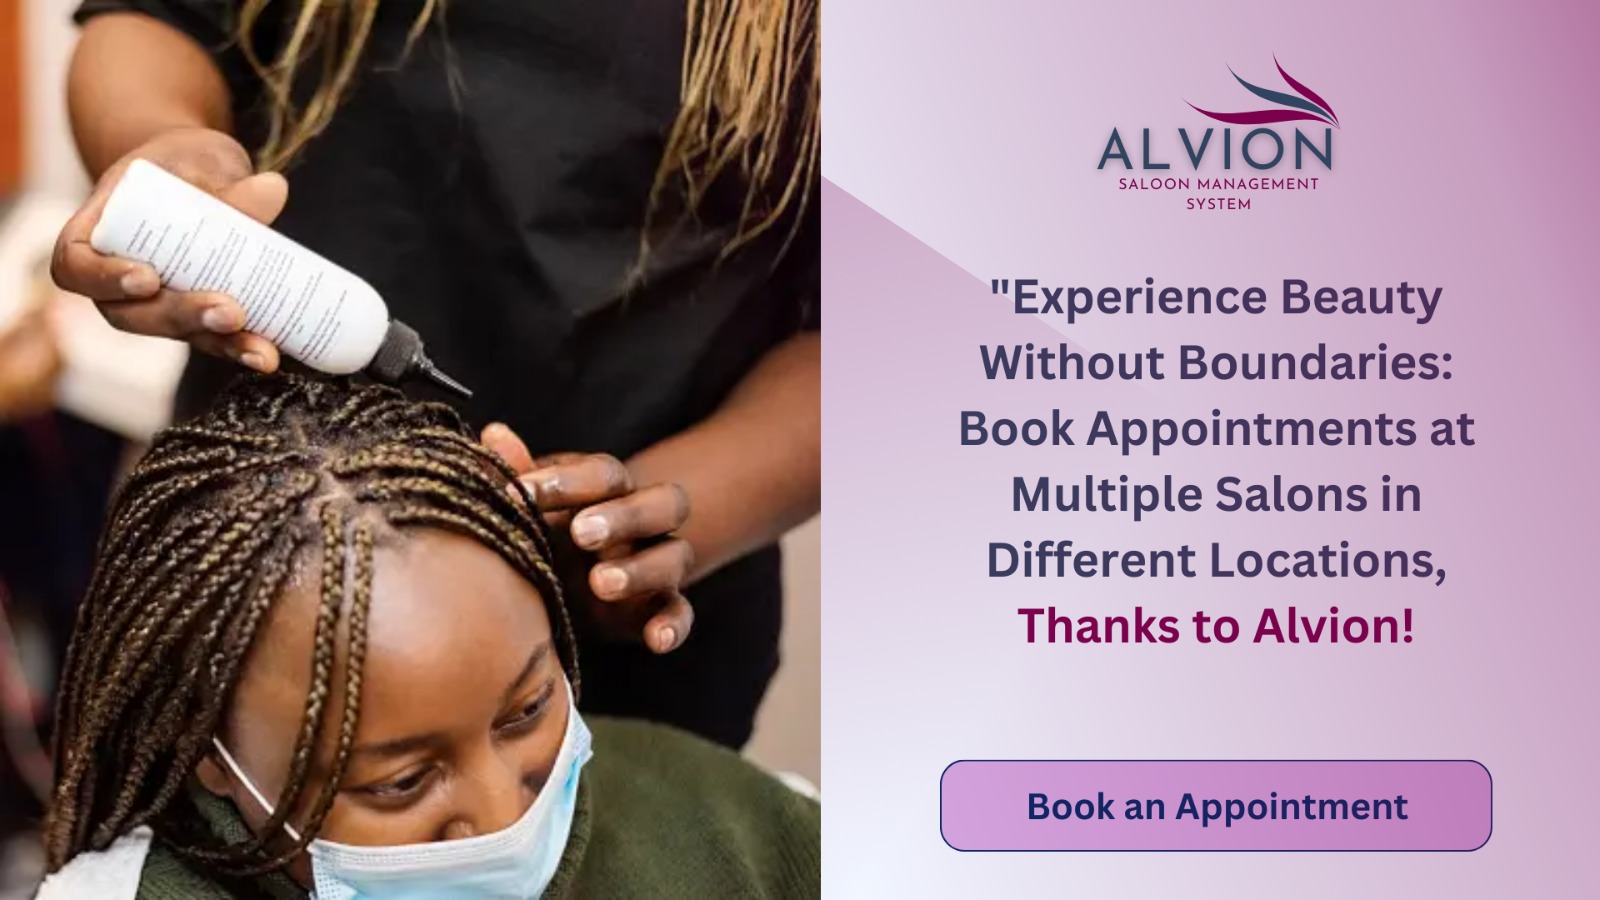 ALVION
SALOON MANAGEMENT
SYSTEM
"Experience Beauty
Without Boundaries:
Book Appointments at
Multiple Salons in
Different Locations,
Thanks to Alvion!
Book an Appointment